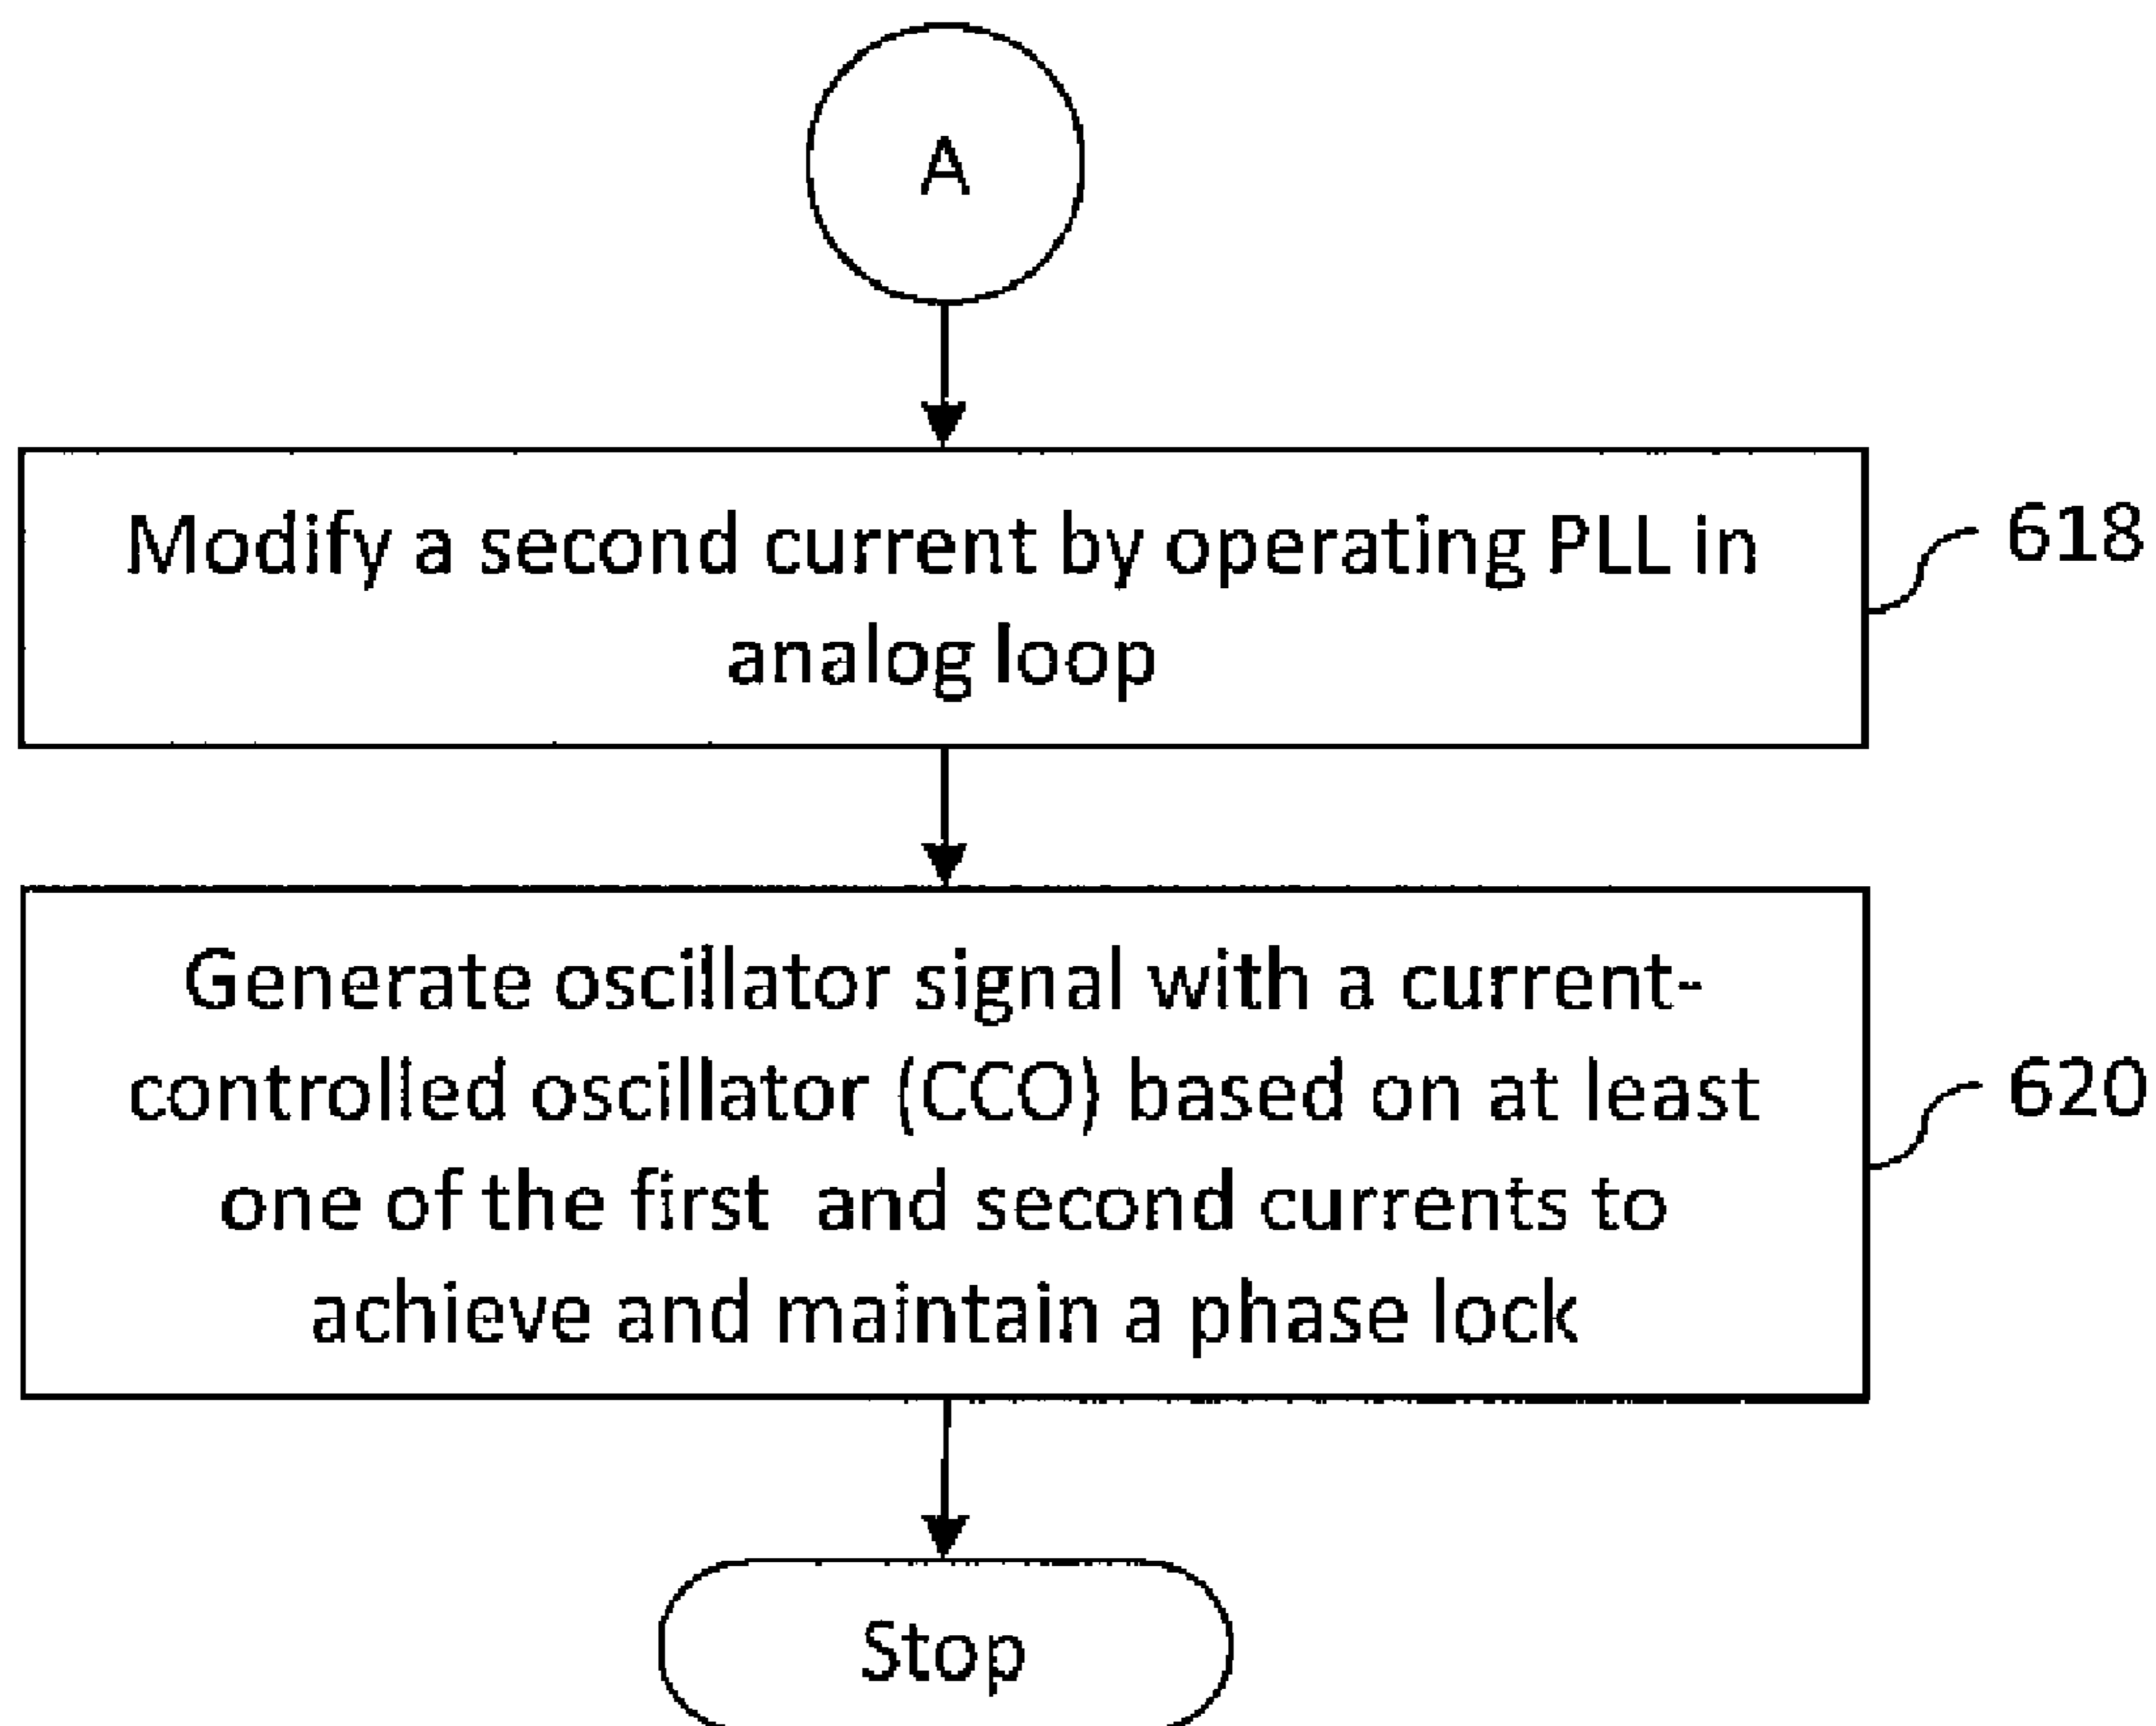 A
Modify a second current by operating PLL in
analog loop
618
Generate oscillator signal with a current-
controlled oscillator (CCO) based on at least
one of the first and second currents to
achieve and maintain a phase lock
620
Stop